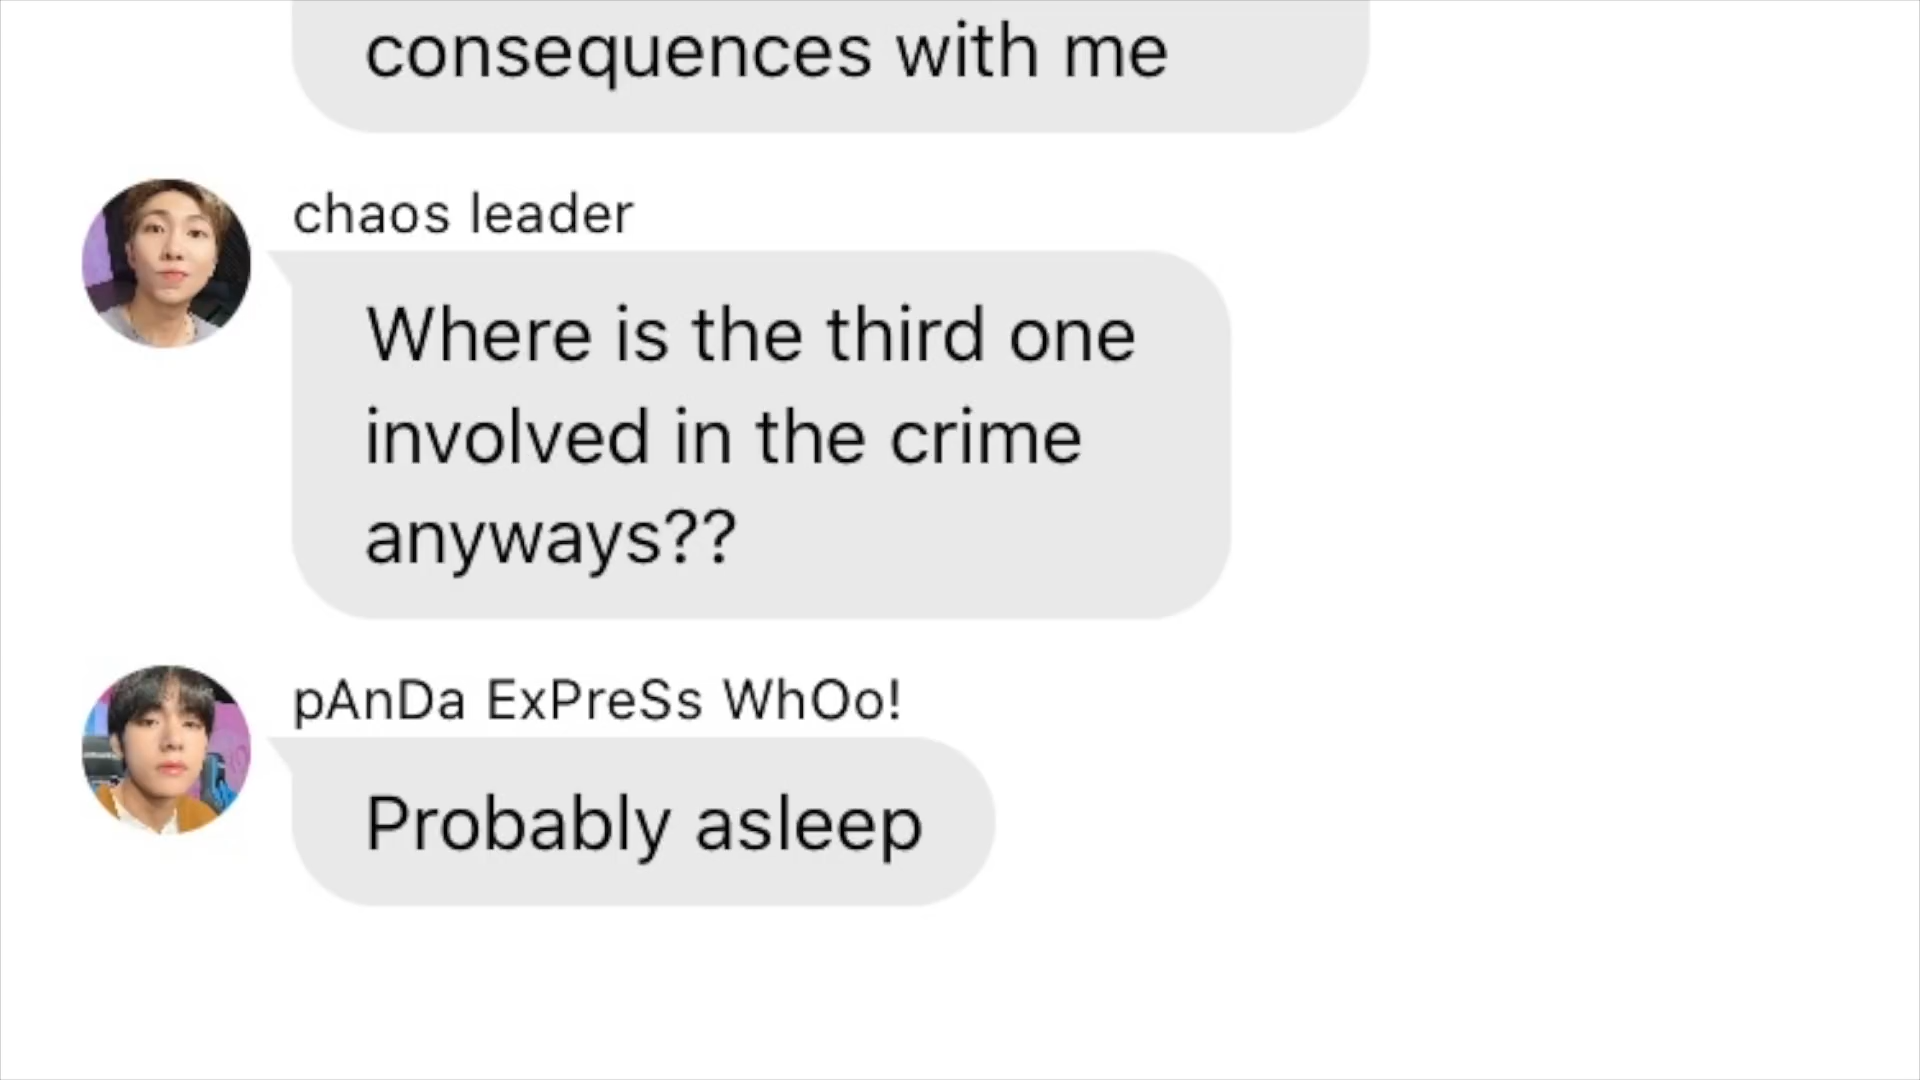 consequences with me
chaos leader
Where is the third one
involved in the crime
anyways??
pAnDa ExPreSs WhOo!
Probably asleep